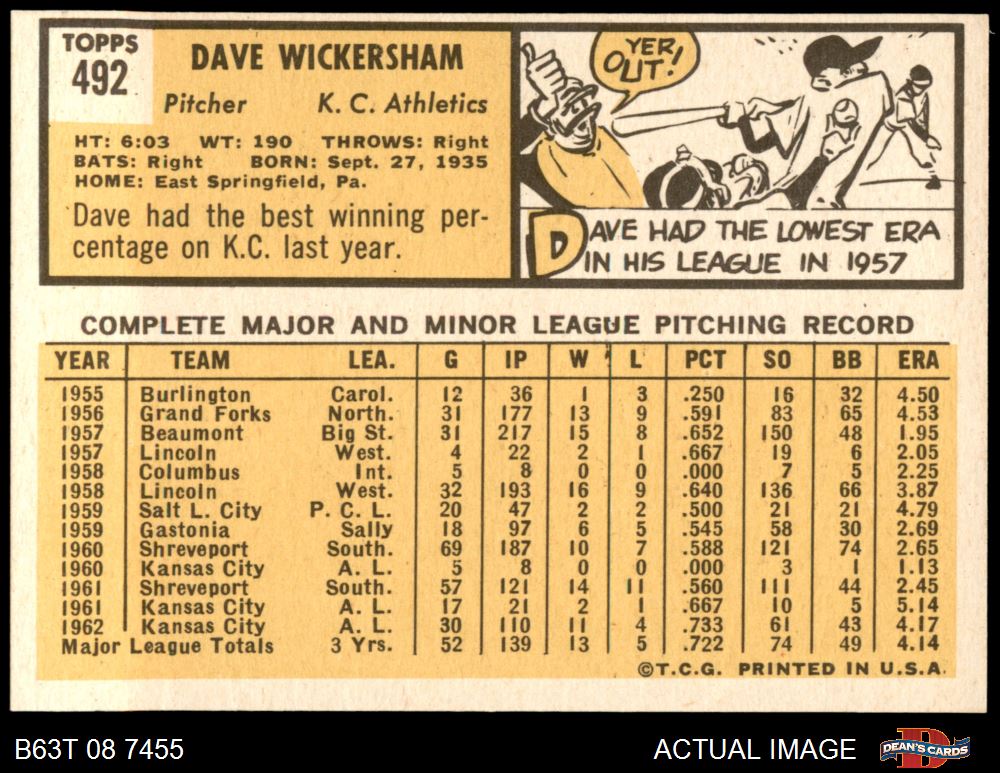 TOPPS
492
DAVE WICKERSHAM
Pitcher K. C. Athletics
HT: 6:03 WT: 190 THROWS: Right
BATS: Right BORN: Sept. 27, 1935
HOME: East Springfield, Pa.
Dave had the best winning per-
centage on K.C. last year.
YER
OUT!
DAVE HAD THE LOWEST ERA
IN HIS LEAGUE IN 1957
COMPLETE MAJOR AND MINOR LEAGUE PITCHING RECORD
YEAR TEAM LEA. G IP W L PCT SO BB ERA
1955 Burlington Carol. 12 36 1 3 .250 16 32 4.50
1956 Grand Forks North. 31 177 13 9 .591 83 65 4.53
1957 Beaumont Big St. 31 217 15 8 .652 150 48 1.95
1957 Lincoln West. 4 22 2 1 .667 19 6 2.05
1958 Columbus Int. 5 8 0 0 .000 7 5 2.25
1958 Lincoln West. 32 193 16 9 .640 136 66 3.87
1959 Salt L. City P. C. L. 20 47 2 2 .500 21 21 4.79
1959 Gastonia Sally 18 97 6 5 .545 58 30 2.69
1960 Shreveport South. 69 187 10 7 .588 121 74 2.65
1960 Kansas City A. L. 5 8 0 0 .000 3 1 1.13
1961 Shreveport South. 57 121 14 11 .560 111 44 2.45
1961 Kansas City A. L. 17 21 2 1 .667 10 5 5.14
1962 Kansas City A. L. 30 110 11 4 .733 61 43 4.17
Major League Totals 3 Yrs. 52 139 13 5 .722 74 49 4.14
©T.C.G. PRINTED IN U.S.A.
B63T 08 7455 ACTUAL IMAGE DEAN'S CARDS